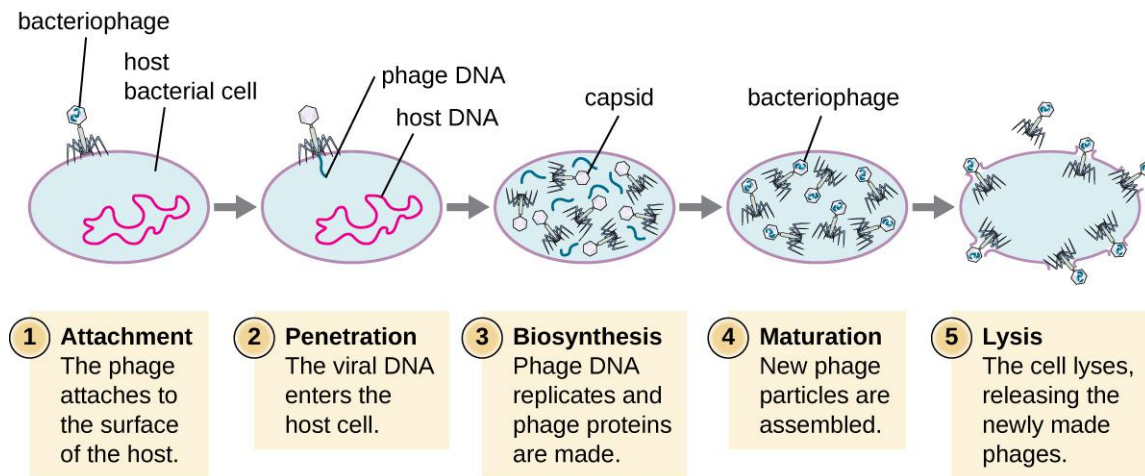 bacteriophage
host
bacterial cell
phage DNA
host DNA
capsid
bacteriophage
1 Attachment
The phage
attaches to
the surface
of the host.
2 Penetration
The viral DNA
enters the
host cell.
3 Biosynthesis
Phage DNA
replicates and
phage proteins
are made.
4 Maturation
New phage
particles are
assembled.
5 Lysis
The cell lyses,
releasing the
newly made
phages.